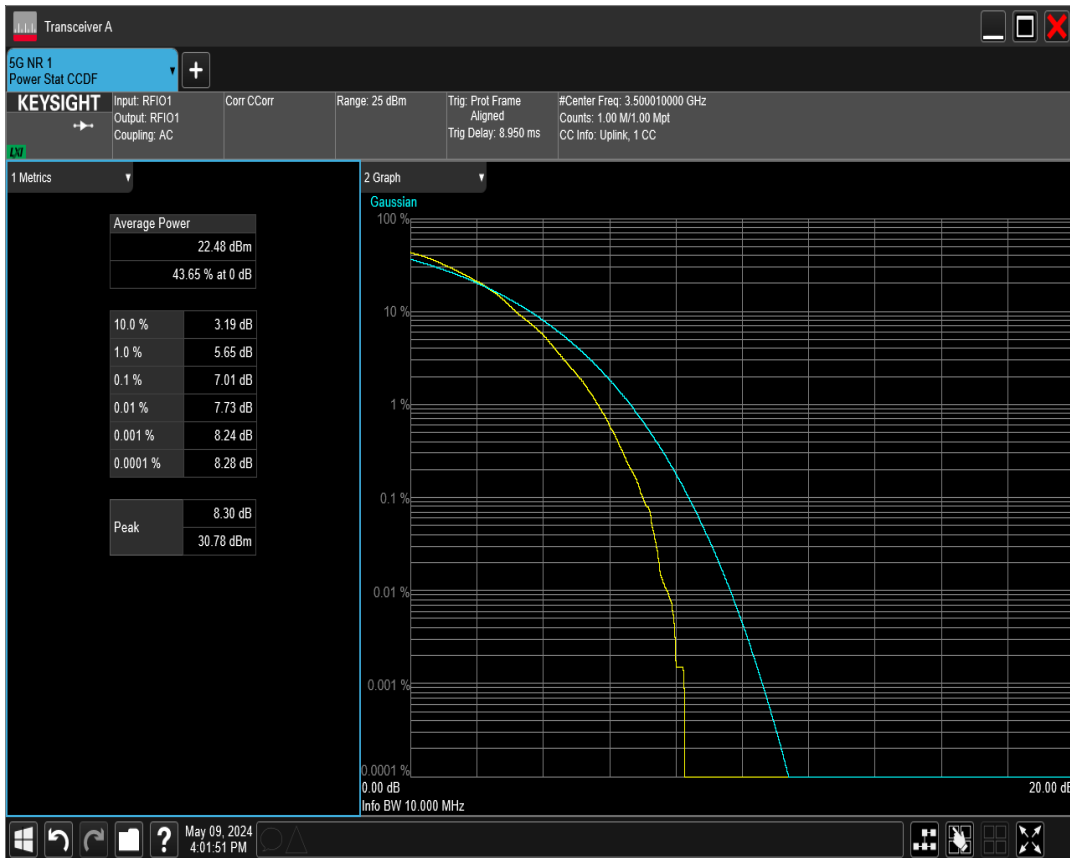 Transceiver A
5G NR 1
Power Stat CCDF
+
KEYSIGHT
LXI
Input: RFIO1
Output: RFIO1
Coupling: AC
Corr CCorr
Range: 25 dBm
Trig: Prot Frame
Aligned
Trig Delay: 8.950 ms
#Center Freq: 3.500010000 GHz
Counts: 1.00 M/1.00 Mpt
CC Info: Uplink, 1 CC
1 Metrics
Average Power
22.48 dBm
43.65 % at 0 dB
10.0 % 3.19 dB
1.0 % 5.65 dB
0.1 % 7.01 dB
0.01 % 7.73 dB
0.001 % 8.24 dB
0.0001 % 8.28 dB
Peak 8.30 dB
30.78 dBm
2 Graph
Gaussian
100 %
10 %
1 %
0.1 %
0.01 %
0.001 %
0.0001 %
0.00 dB 20.00 dB
Info BW 10.000 MHz
?
May 09, 2024
4:01:51 PM